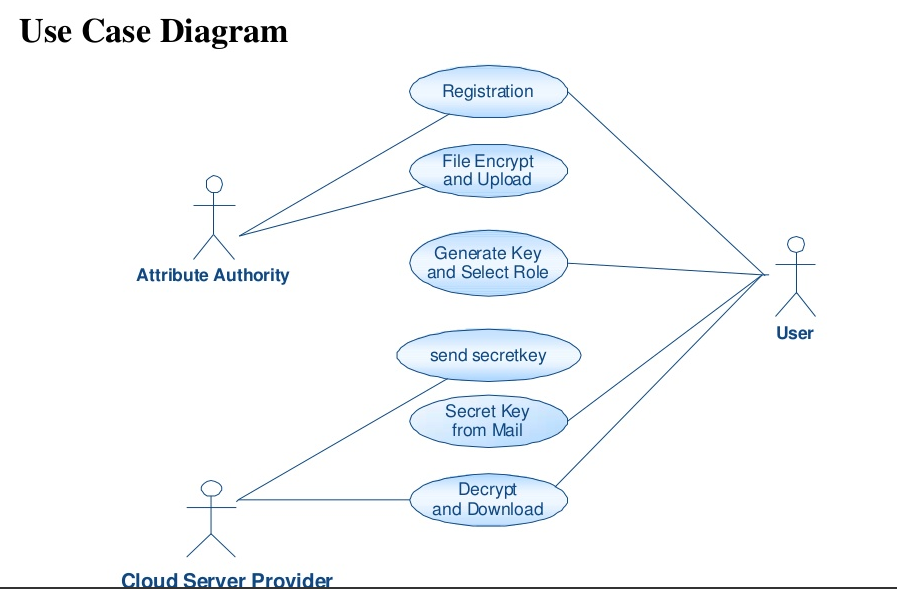 Use Case Diagram
Registration
File Encrypt
and Upload
Attribute Authority
Generate Key
and Select Role
User
send secretkey
Secret Key
from Mail
Decrypt
and Download
Cloud Server Provider